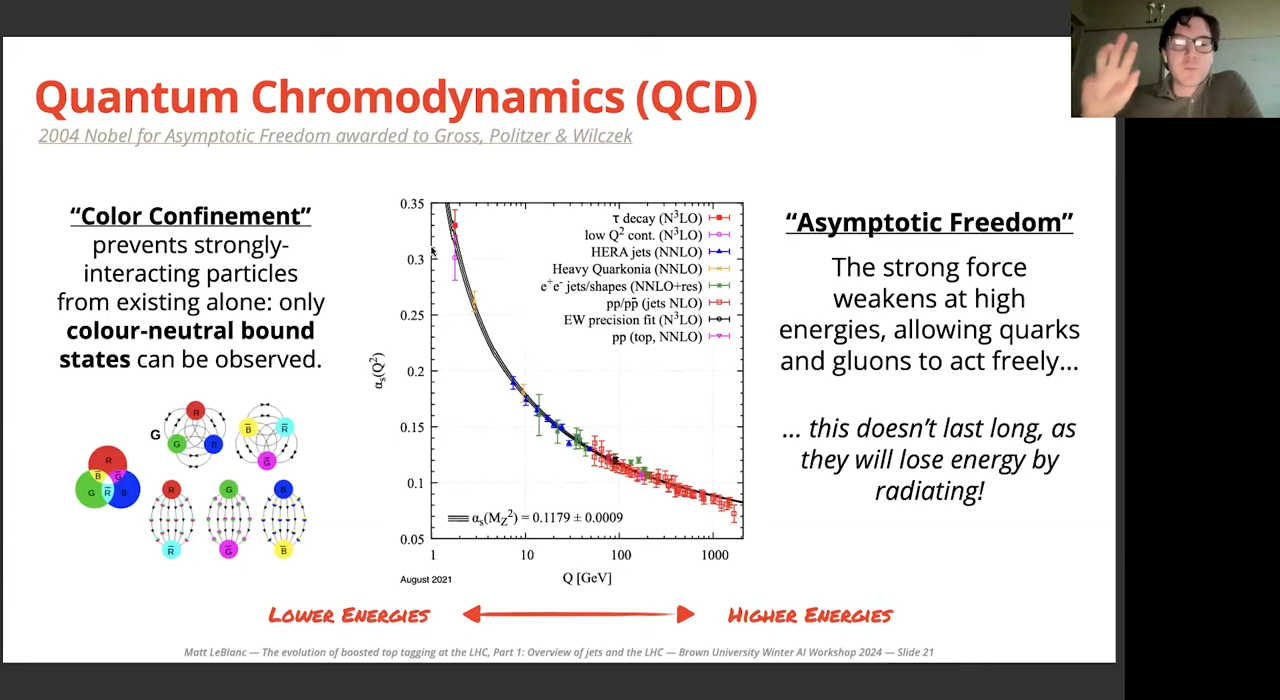 Quantum Chromodynamics (QCD)
2004 Nobel for Asymptotic Freedom awarded to Gross, Politzer & Wilczek
“Color Confinement”
prevents strongly-
interacting particles
from existing alone: only
colour-neutral bound
states can be observed.
R
G
G
B
B̅
R̅
G̅
R
B̅
G̅
G
R̅
B
R
G
B
R̅
G̅
B̅
0.35
0.3
0.25
0.2
0.15
0.1
0.05
αs(Q²)
τ decay (N³LO)
low Q² cont. (N³LO)
HERA jets (NNLO)
Heavy Quarkonia (NNLO)
e⁺e⁻ jets/shapes (NNLO+res)
pp/pp̅ (jets NLO)
EW precision fit (N³LO)
pp (top, NNLO)
αs(MZ²) = 0.1179 ± 0.0009
1 10 100 1000
August 2021
Q [GeV]
“Asymptotic Freedom”
The strong force
weakens at high
energies, allowing quarks
and gluons to act freely...
... this doesn’t last long, as
they will lose energy by
radiating!
LOWER ENERGIES
HIGHER ENERGIES
Matt LeBlanc — The evolution of boosted top tagging at the LHC, Part 1: Overview of jets and the LHC — Brown University Winter AI Workshop 2024 — Slide 21